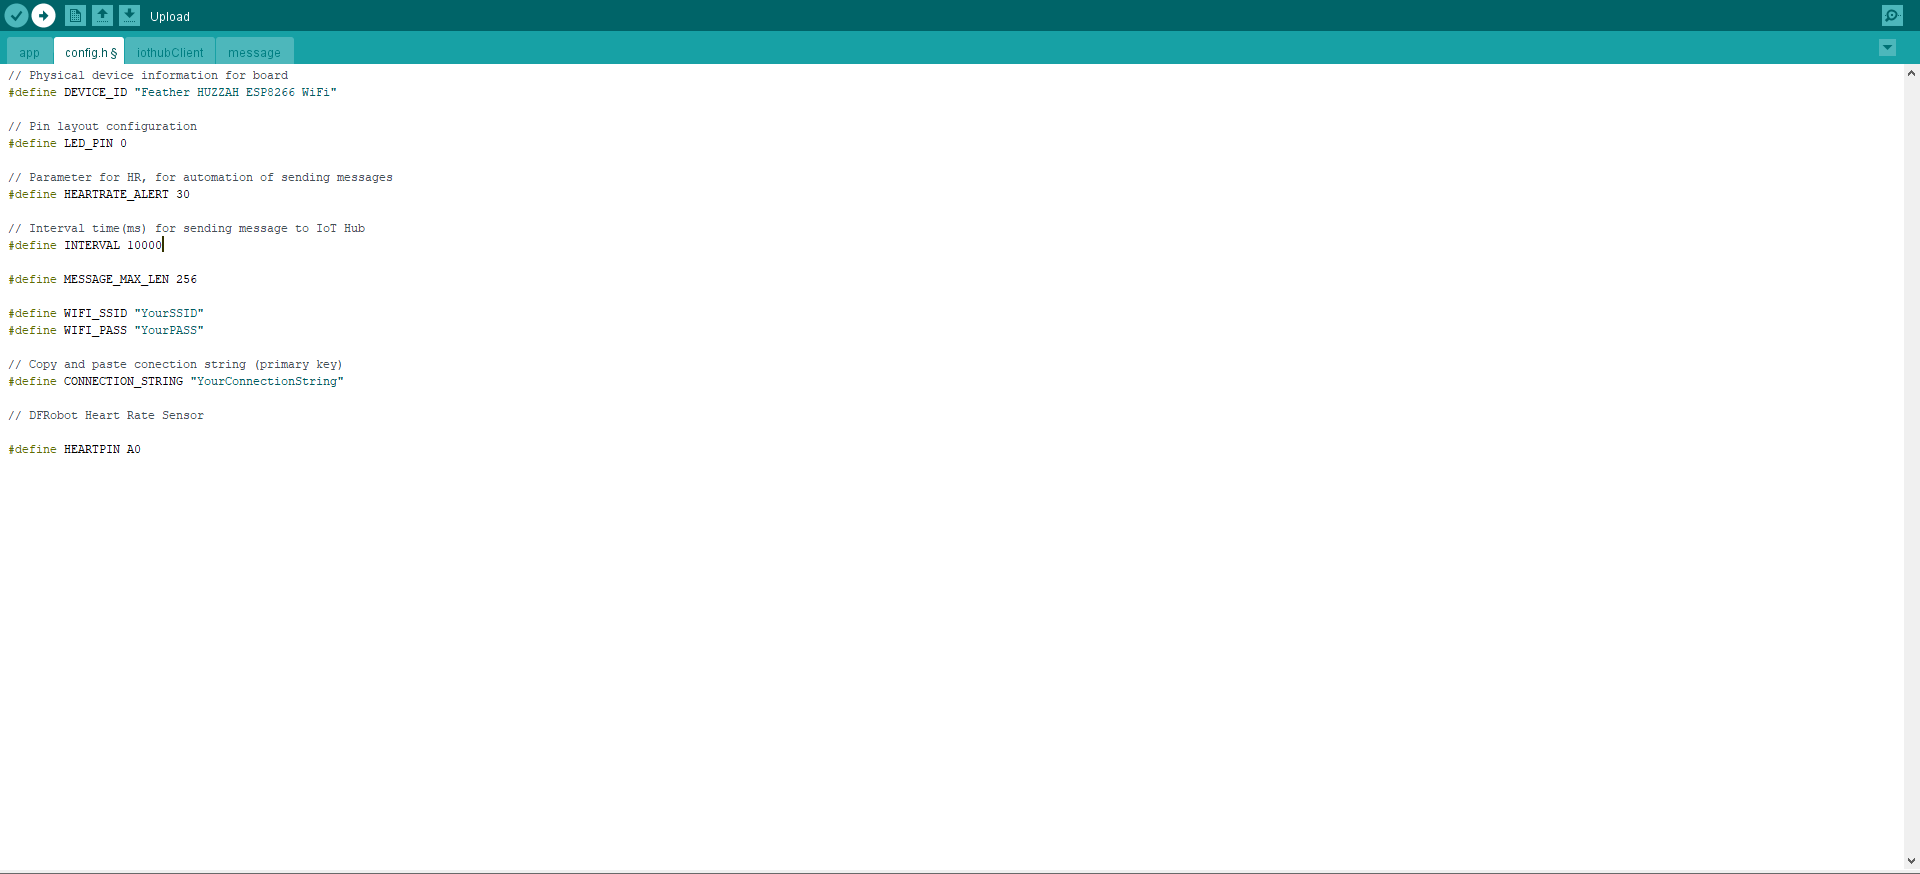 Upload
app config.h § iothubClient message
// Physical device information for board
#define DEVICE_ID "Feather HUZZAH ESP8266 WiFi"
// Pin layout configuration
#define LED_PIN 0
// Parameter for HR, for automation of sending messages
#define HEARTRATE_ALERT 30
// Interval time(ms) for sending message to IoT Hub
#define INTERVAL 10000
#define MESSAGE_MAX_LEN 256
#define WIFI_SSID "YourSSID"
#define WIFI_PASS "YourPASS"
// Copy and paste conection string (primary key)
#define CONNECTION_STRING "YourConnectionString"
// DFRobot Heart Rate Sensor
#define HEARTPIN A0